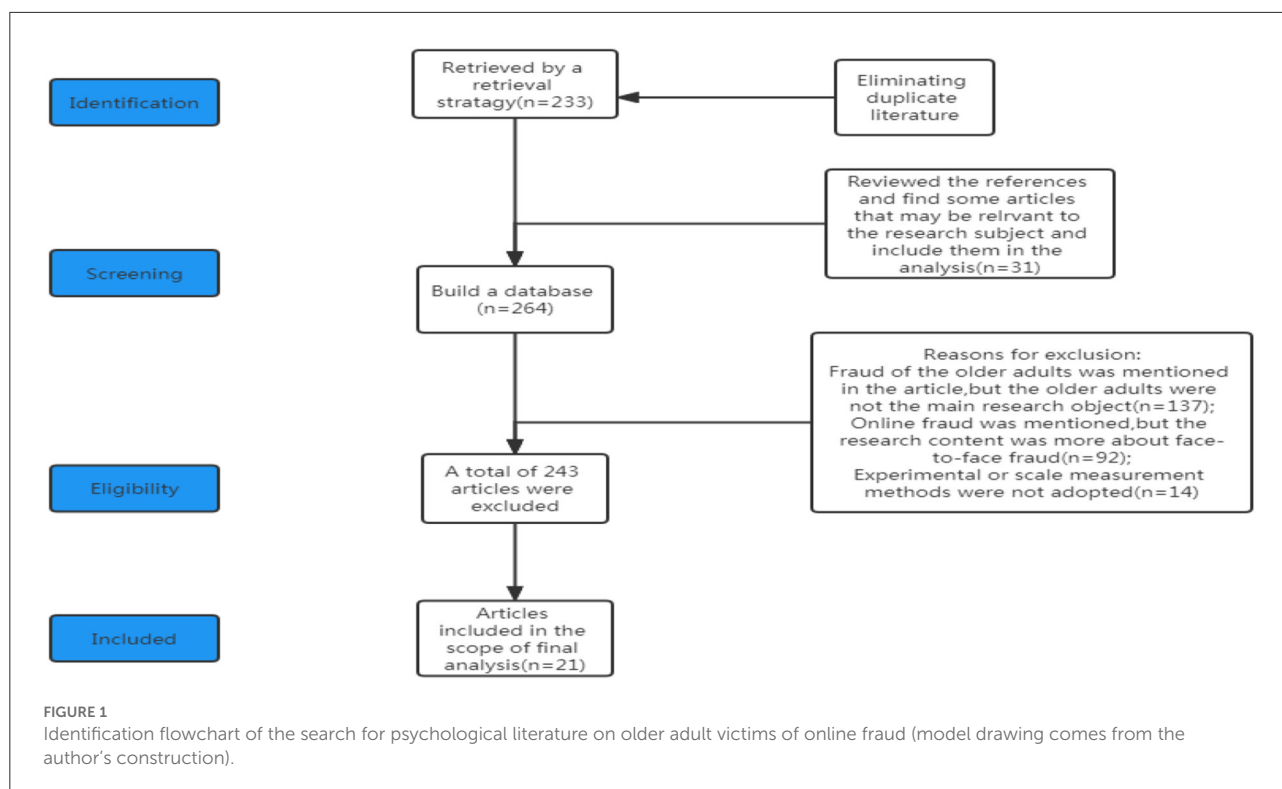 Identification
Retrieved by a
retrieval
stratagy(n=233)
Eliminating
duplicate
literature
Reviewed the references
and find some articles
that may be relrvant to
the research subject and
include them in the
analysis(n=31)
Screening
Build a database
(n=264)
Reasons for exclusion:
Fraud of the older adults was mentioned
in the article,but the older adults were
not the main research object(n=137);
Online fraud was mentioned,but the
research content was more about face-
to-face fraud(n=92);
Experimental or scale measurement
methods were not adopted(n=14)
Eligibility
A total of 243
articles were
excluded
Included
Articles
included in the
scope of final
analysis(n=21)
FIGURE 1
Identification flowchart of the search for psychological literature on older adult victims of online fraud (model drawing comes from the
author's construction).